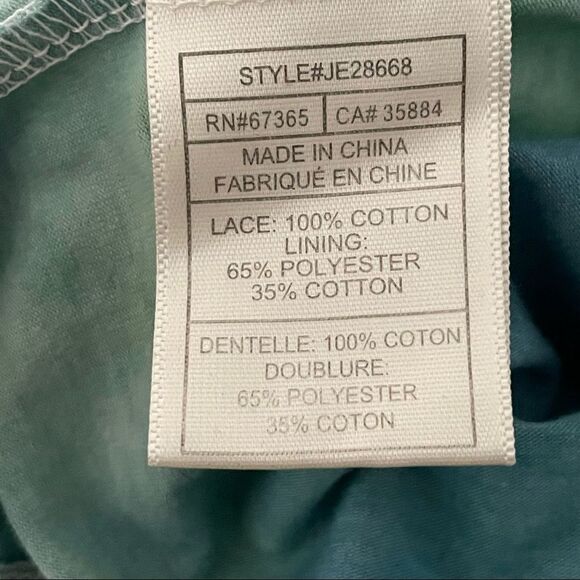 STYLE#JE28668
RN#67365 CA# 35884
MADE IN CHINA
FABRIQUÉ EN CHINE
LACE: 100% COTTON
LINING:
65% POLYESTER
35% COTTON
DENTELLE: 100% COTON
DOUBLURE:
65% POLYESTER
35% COTON